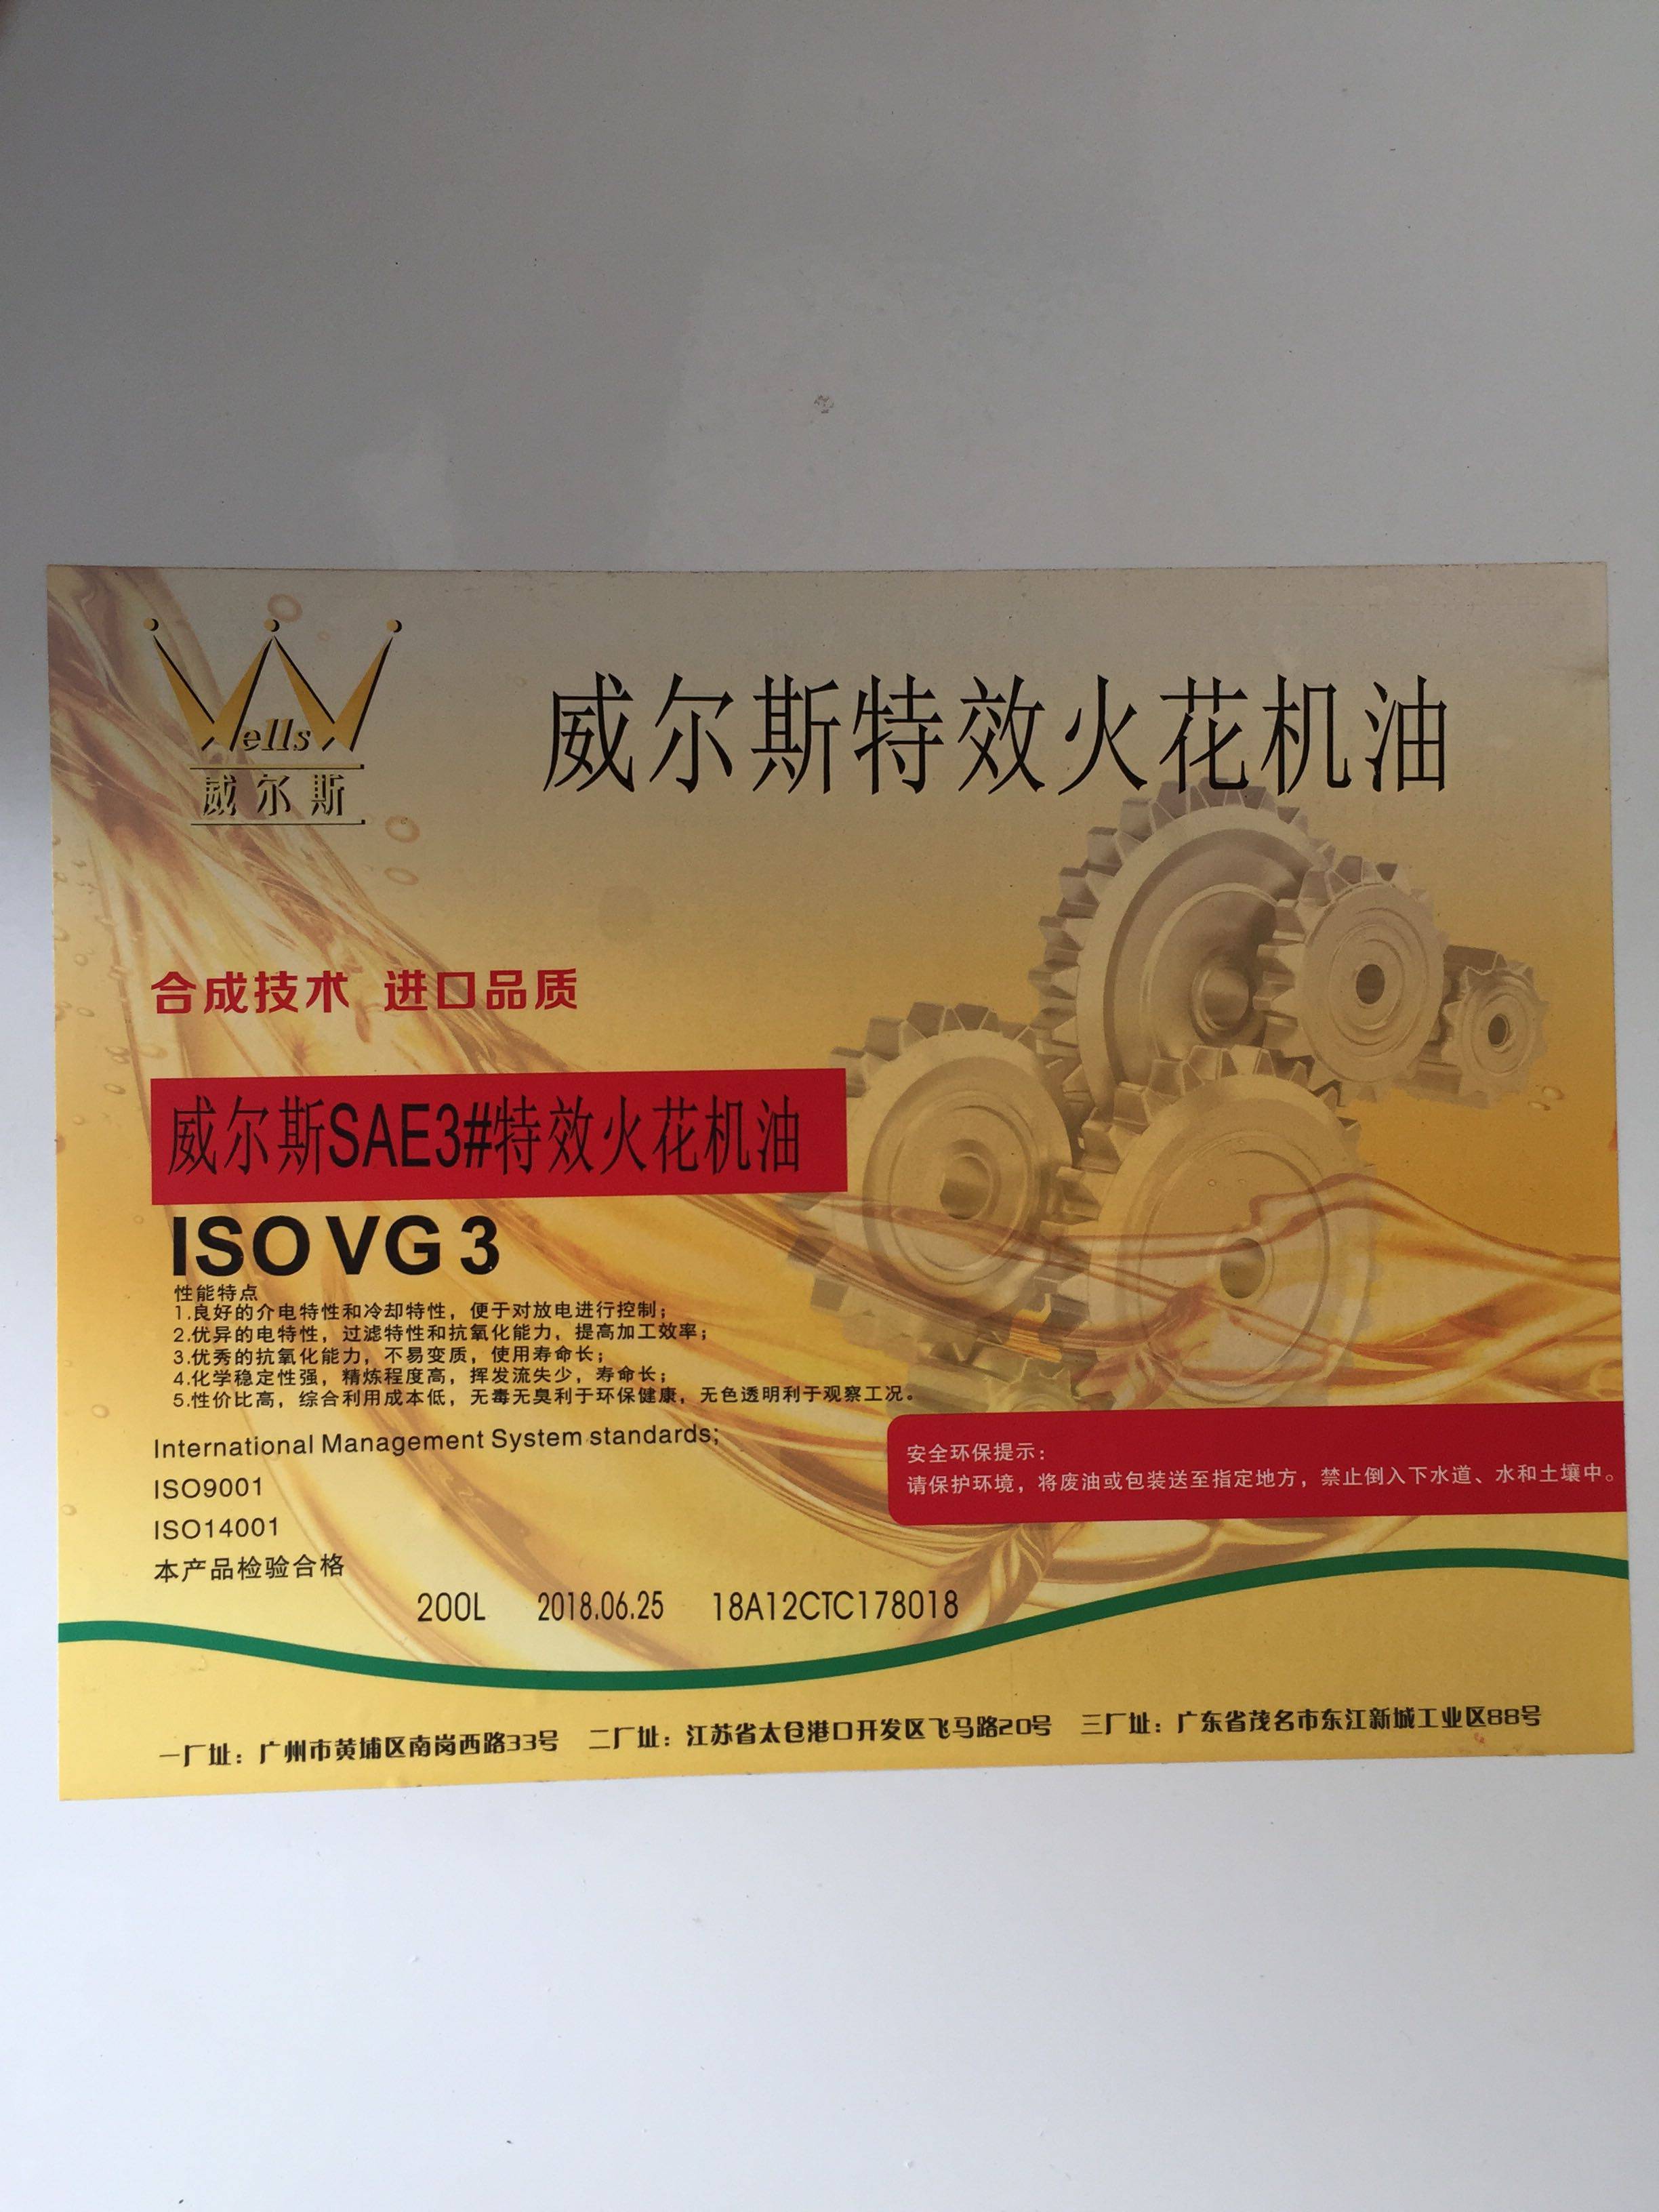 WellsW
威尔斯
威尔斯特效火花机油
合成技术 进口品质
威尔斯SAE3#特效火花机油
ISO VG 3
性能特点
1.良好的介电特性和冷却特性，便于对放电进行控制；
2.优异的电特性，过滤特性和抗氧化能力，提高加工效率；
3.优秀的抗氧化能力，不易变质，使用寿命长；
4.化学稳定性强，精炼程度高，挥发流失少，寿命长；
5.性价比高，综合利用成本低，无毒无臭利于环保健康，无色透明利于观察工况。
International Management System standards;
ISO9001
ISO14001
本产品检验合格
安全环保提示：
请保护环境，将废油或包装送至指定地方，禁止倒入下水道、水和土壤中。
200L 2018.06.25 18A12CTC178018
一厂址：广州市黄埔区南岗西路33号 二厂址：江苏省太仓港口开发区飞马路20号 三厂址：广东省茂名市东江新城工业区88号